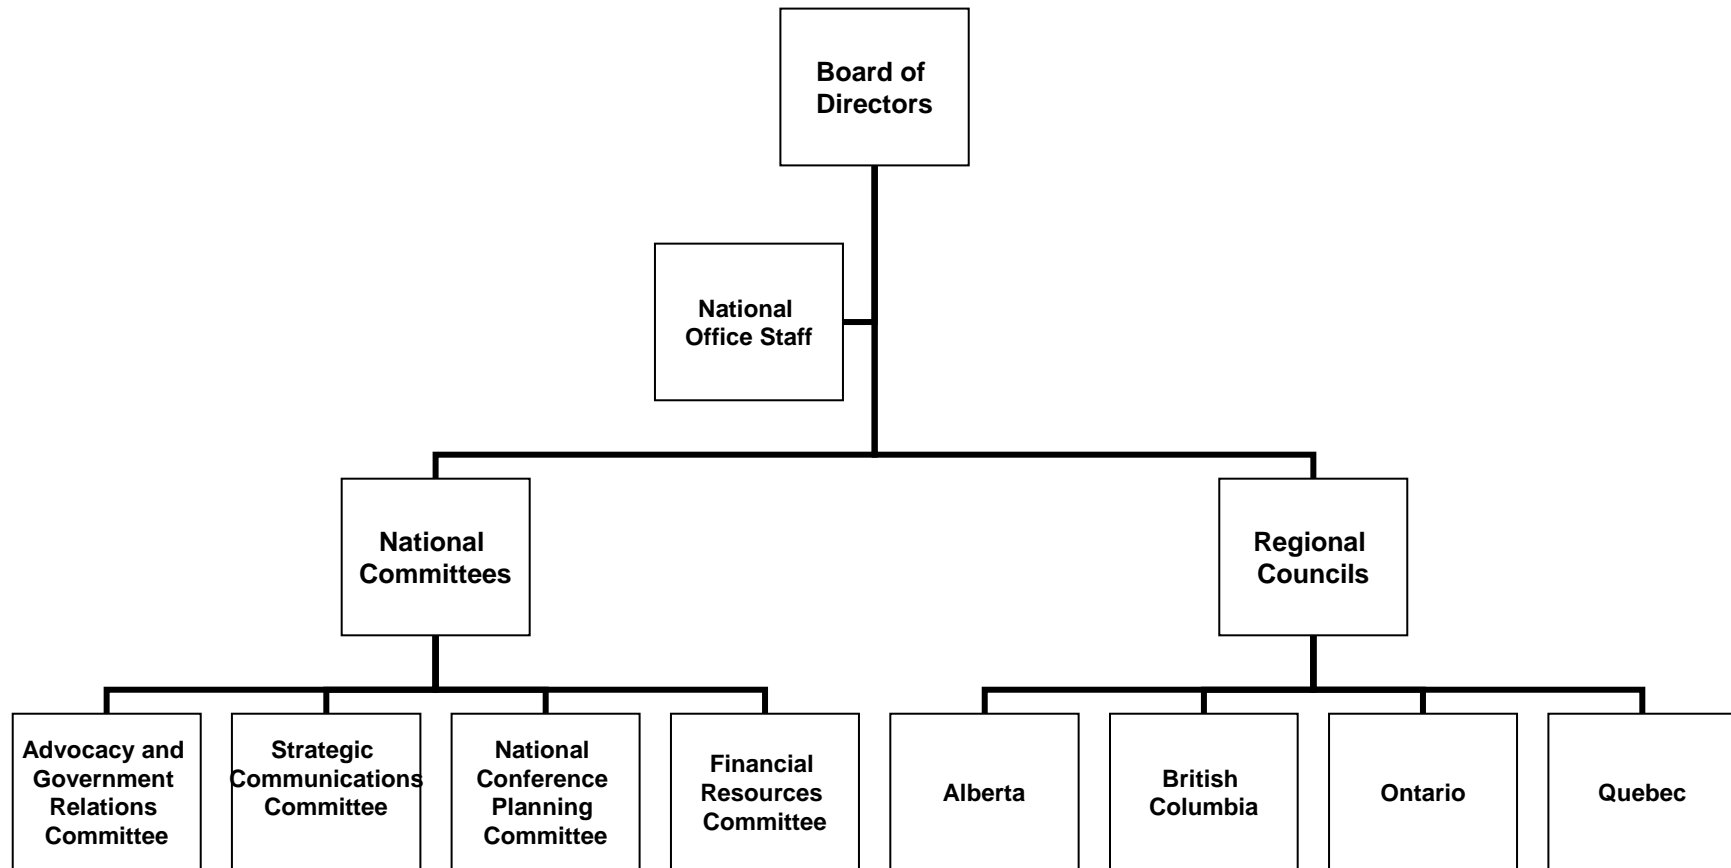 Board of
Directors
National
Office Staff
National
Committees
Regional
Councils
Advocacy and
Government
Relations
Committee
Strategic
Communications
Committee
National
Conference
Planning
Committee
Financial
Resources
Committee
Alberta
British
Columbia
Ontario
Quebec